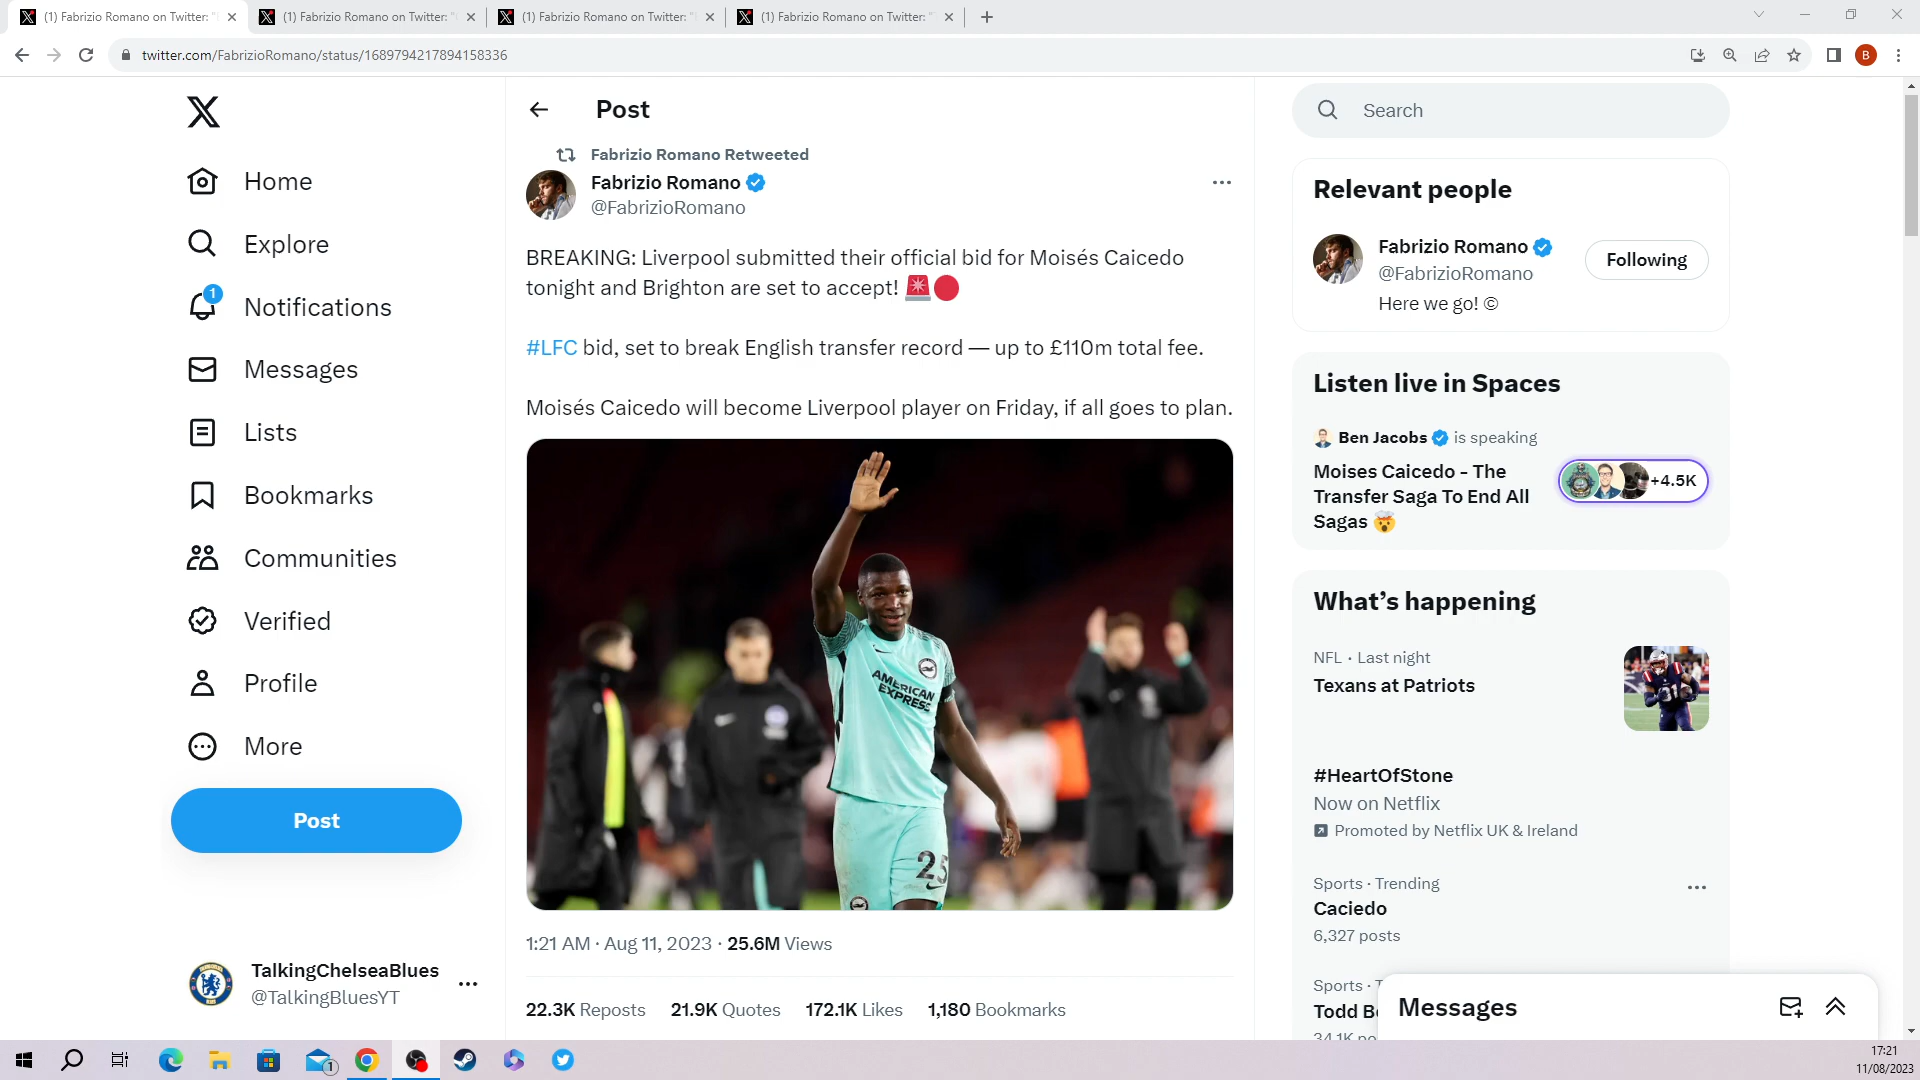 (1) Fabrizio Romano on Twitter: "
(1) Fabrizio Romano on Twitter: "
(1) Fabrizio Romano on Twitter: "
(1) Fabrizio Romano on Twitter: "
twitter.com/FabrizioRomano/status/1689794217894158336
B
Home
Explore
1
Notifications
Messages
Lists
Bookmarks
Communities
Verified
Profile
More
Post
TalkingChelseaBlues
@TalkingBluesYT
Post
Fabrizio Romano Retweeted
Fabrizio Romano
@FabrizioRomano
BREAKING: Liverpool submitted their official bid for Moisés Caicedo
tonight and Brighton are set to accept! 🚨🔴
#LFC bid, set to break English transfer record — up to £110m total fee.
Moisés Caicedo will become Liverpool player on Friday, if all goes to plan.
AMERICAN
EXPRESS
25
1:21 AM · Aug 11, 2023 · 25.6M Views
22.3K Reposts 21.9K Quotes 172.1K Likes 1,180 Bookmarks
Search
Relevant people
Fabrizio Romano
@FabrizioRomano
Following
Here we go! ©
Listen live in Spaces
Ben Jacobs is speaking
Moises Caicedo - The
Transfer Saga To End All
Sagas 🤯
+4.5K
What's happening
NFL · Last night
Texans at Patriots
#HeartOfStone
Now on Netflix
Promoted by Netflix UK & Ireland
Sports · Trending
Caciedo
6,327 posts
Sports · T
Todd B
34.1K po
Messages
1
17:21
11/08/2023